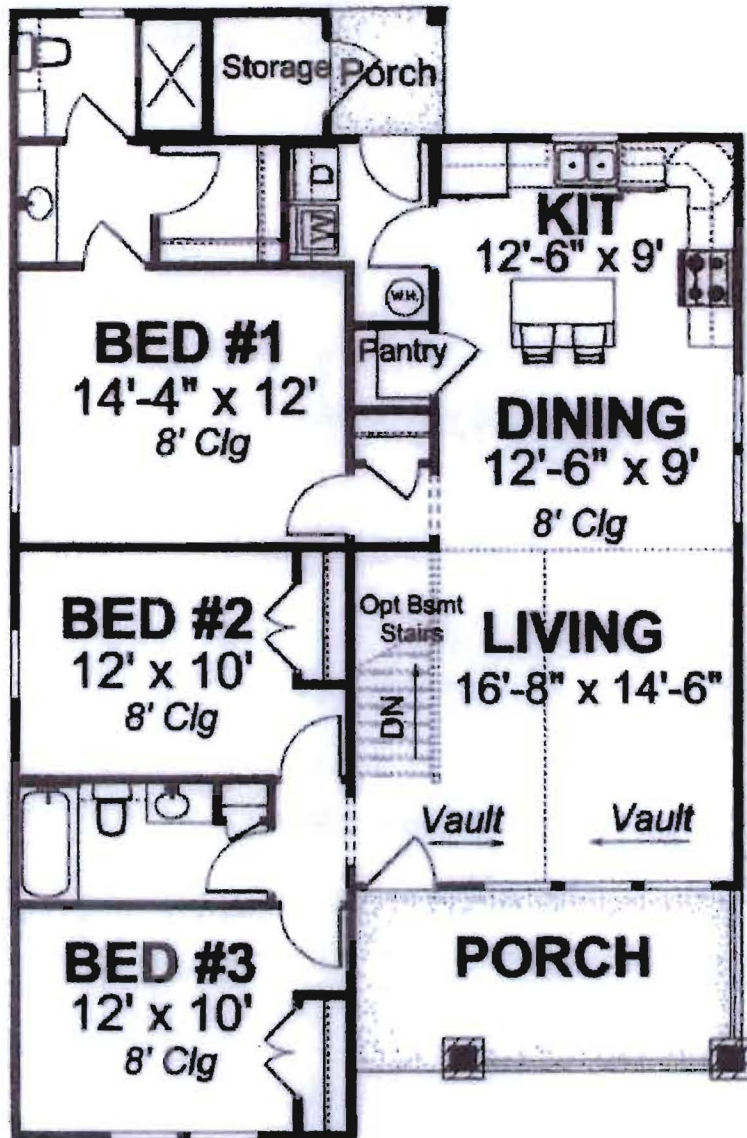 Storage
Porch
D
W
KIT
12'-6" x 9'
W.H.
BED #1
14'-4" x 12'
8' Clg
Pantry
DINING
12'-6" x 9'
8' Clg
BED #2
12' x 10'
8' Clg
Opt Bsmt
Stairs
DN
LIVING
16'-8" x 14'-6"
Vault
Vault
BED #3
12' x 10'
8' Clg
PORCH